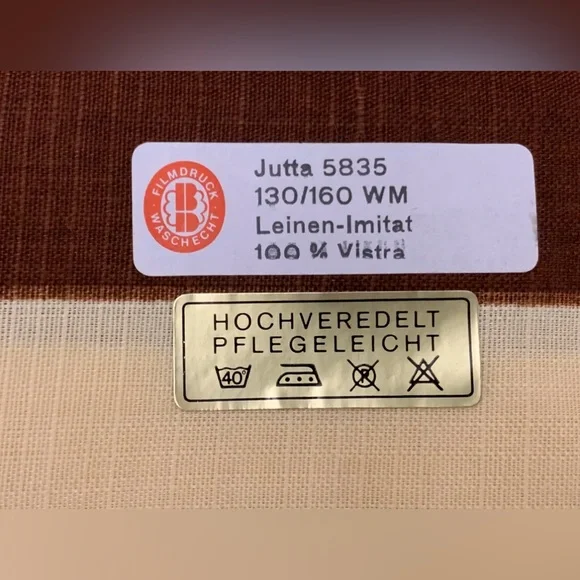 FILMDRUCK
WASCHECHT
Jutta 5835
130/160 WM
Leinen-Imitat
100 % Vistra
HOCHVEREDELT
PFLEGELEICHT
40°